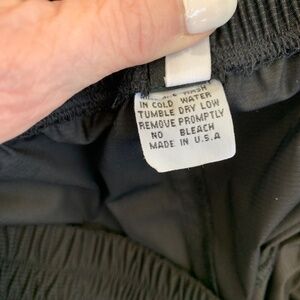 WASH
IN COLD WATER
TUMBLE DRY LOW
REMOVE PROMPTLY
NO BLEACH
MADE IN U.S.A